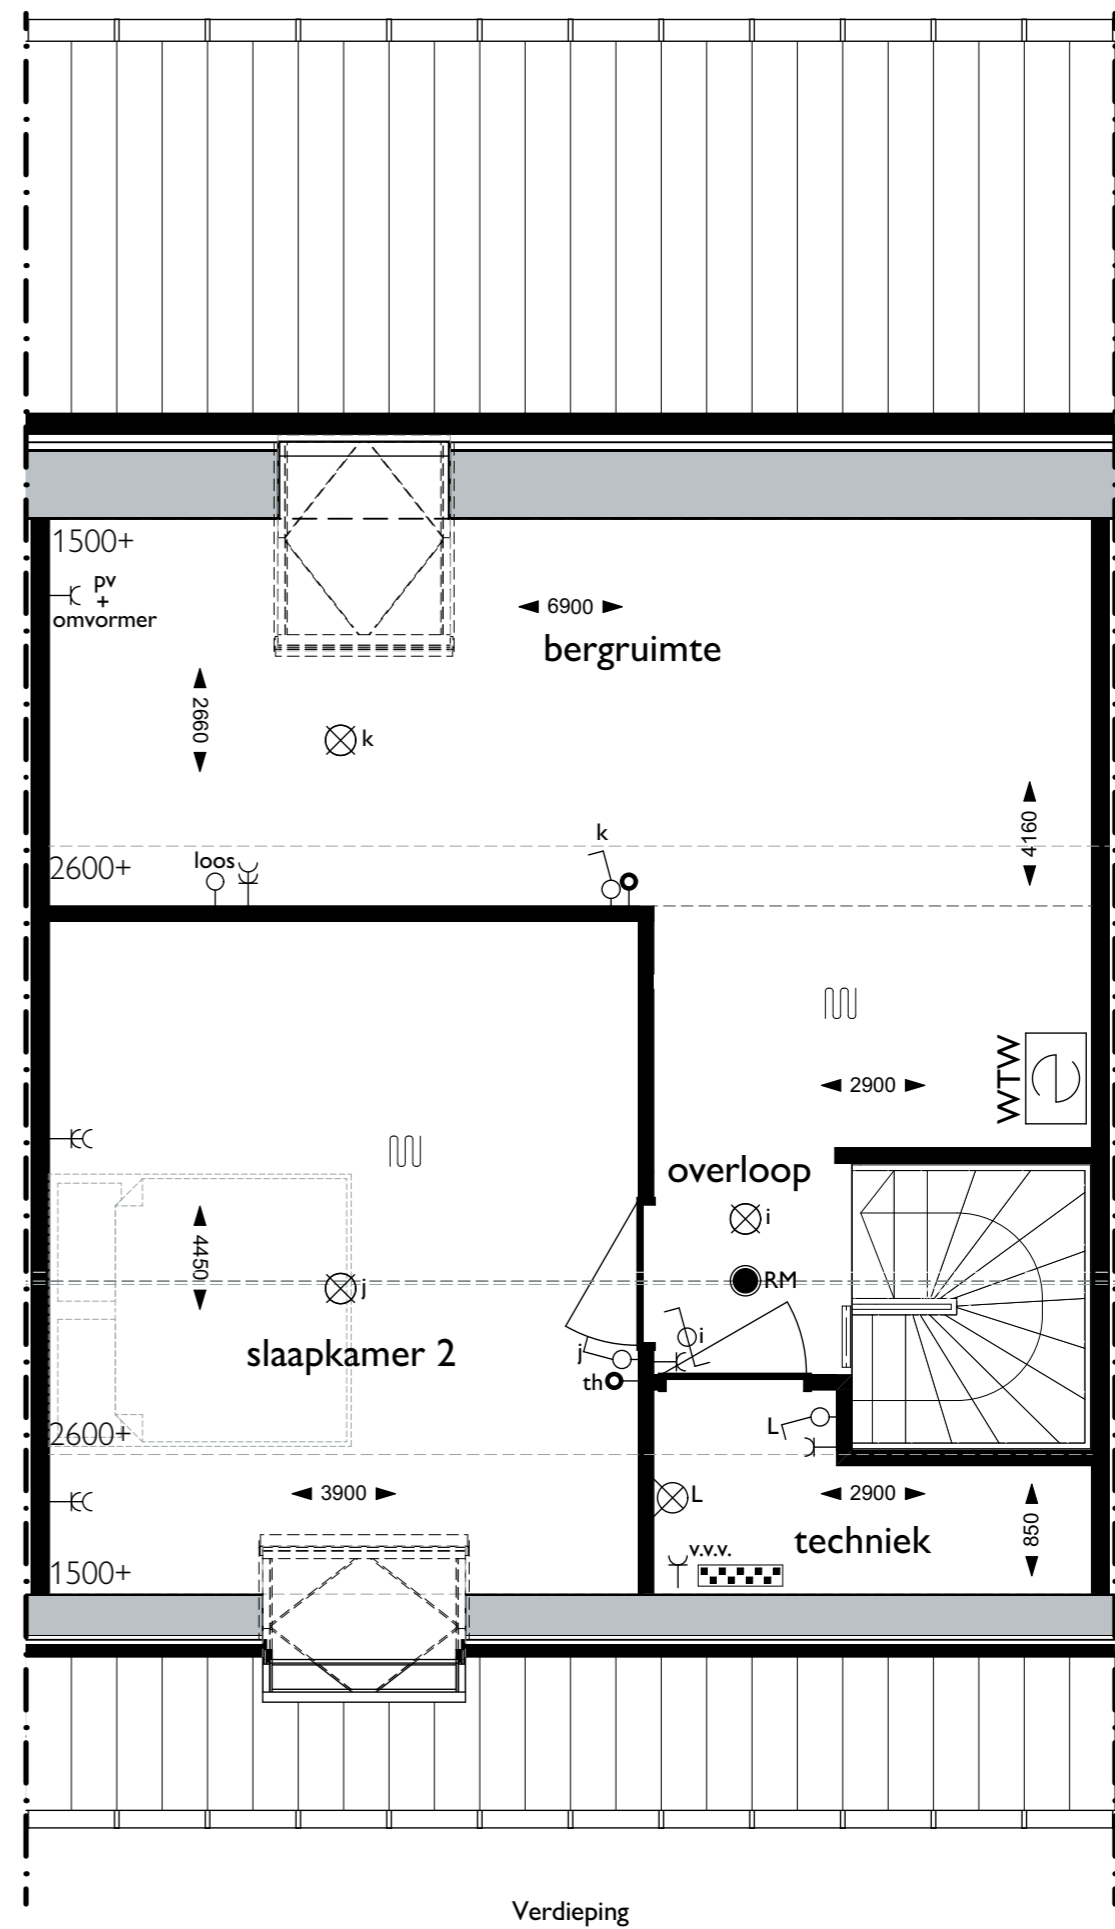 1500+
pv
+
omvormer
6900
bergruimte
2660
k
4160
k
loos
2600+
WTW
2900
overloop
i
RM
4450
j
i
slaapkamer 2
j
th
L
2600+
3900
L
2900
850
techniek
v.v.v.
1500+
Verdieping